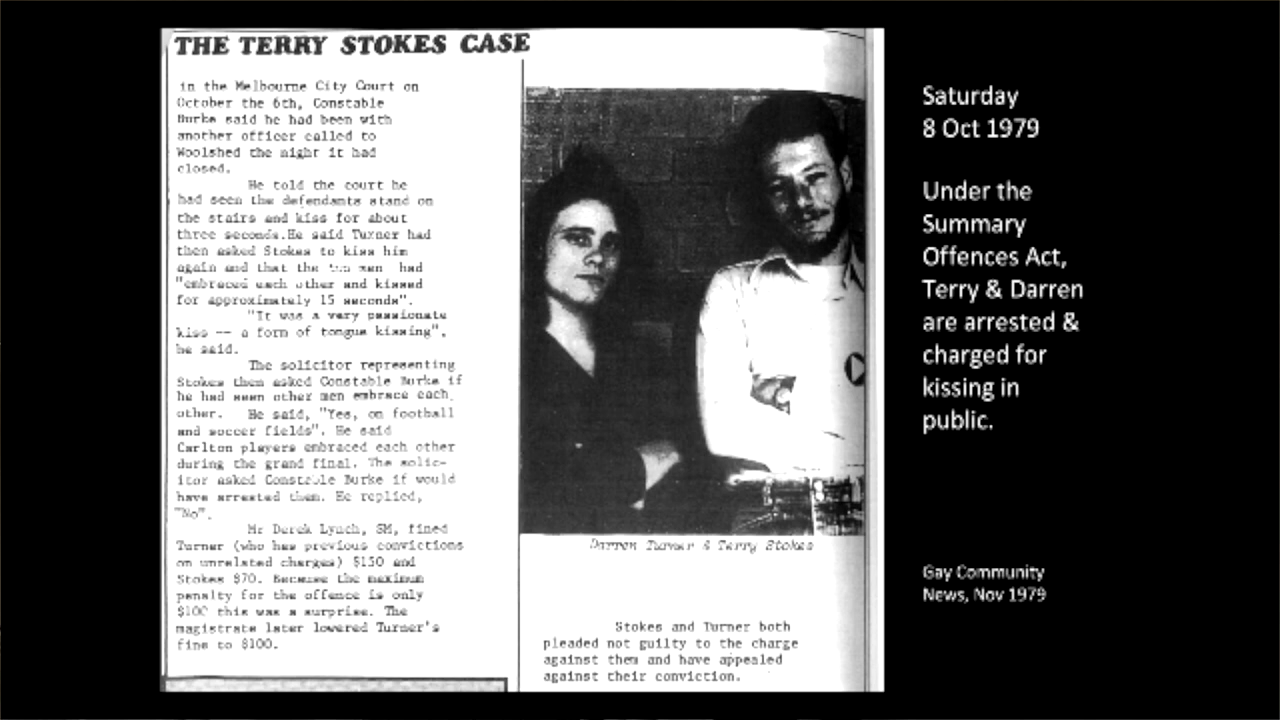 THE TERRY STOKES CASE
in the Melbourne City Court on
October the 6th, Constable
Burke said he had been with
another officer called to
Woolshed the night it had
closed.
He told the court he
had seen the defendants stand on
the stairs and kiss for about
three seconds.He said Turner had
then asked Stokes to kiss him
again and that the two men had
"embraced each other and kissed
for approximately 15 seconds".
"It was a very passionate
kiss -- a form of tongue kissing",
he said.
The solicitor representing
Stokes then asked Constable Burke if
he had seen other men embrace each
other. He said, "Yes, on football
and soccer fields". He said
Carlton players embraced each other
during the grand final. The solic-
itor asked Constable Burke if would
have arrested them. He replied,
"No".
Mr Derek Lynch, SM, fined
Turner (who has previous convictions
on unrelated charges) $150 and
Stokes $70. Because the maximum
penalty for the offence is only
$100 this was a surprise. The
magistrate later lowered Turner's
fine to $100.
Darren Turner & Terry Stokes
Stokes and Turner both
pleaded not guilty to the charge
against them and have appealed
against their conviction.
Saturday
8 Oct 1979
Under the
Summary
Offences Act,
Terry & Darren
are arrested &
charged for
kissing in
public.
Gay Community
News, Nov 1979